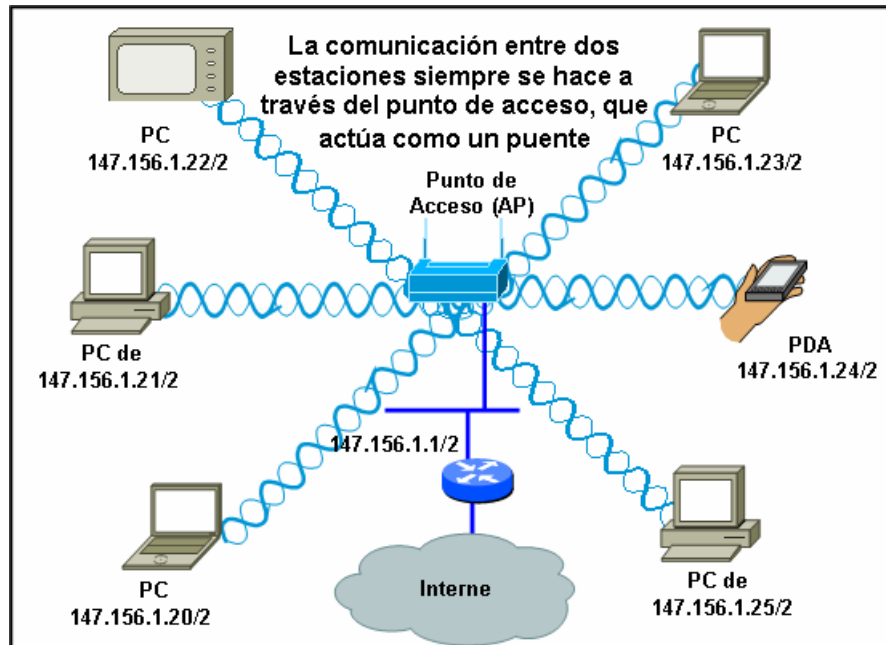 La comunicación entre dos
estaciones siempre se hace a
través del punto de acceso, que
actúa como un puente
PC
147.156.1.22/2
PC
147.156.1.23/2
Punto de
Acceso (AP)
PC de
147.156.1.21/2
PDA
147.156.1.24/2
147.156.1.1/2
PC
147.156.1.20/2
Interne
PC de
147.156.1.25/2